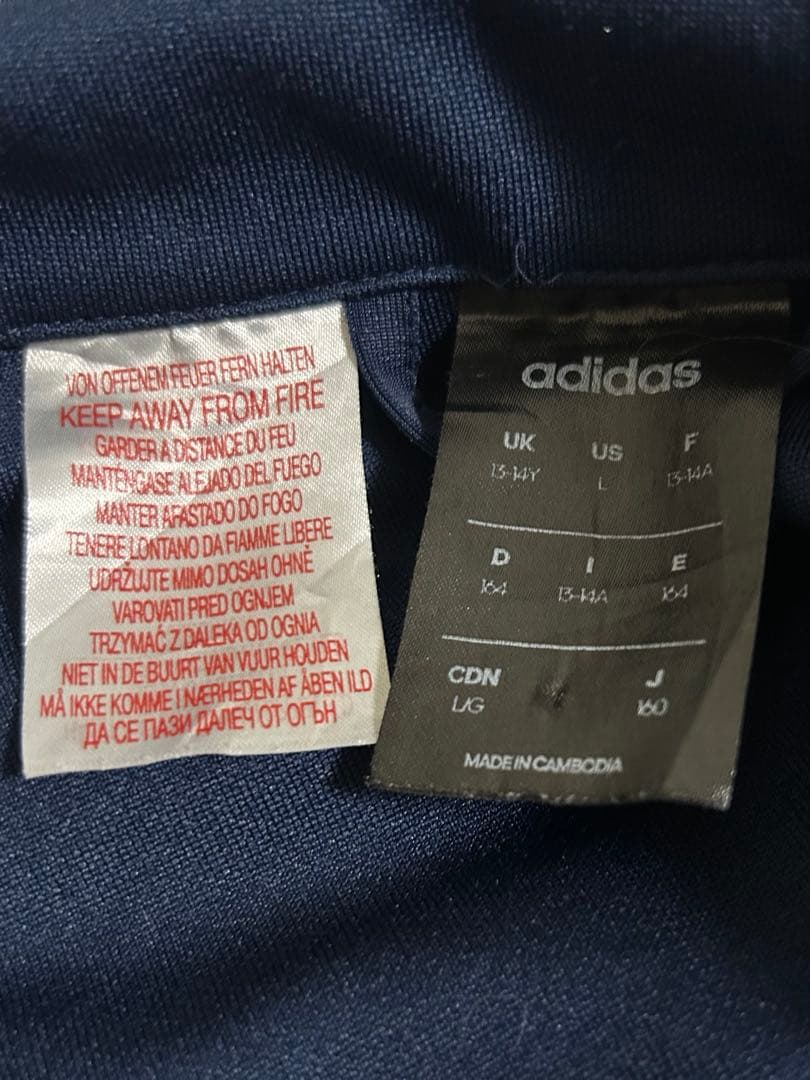 VON OFFENEM FEUER FERN HALTEN
KEEP AWAY FROM FIRE
GARDER A DISTANCE DU FEU
MANTENGASE ALEJADO DEL FUEGO
MANTER AFASTADO DO FOGO
TENERE LONTANO DA FIAMME LIBERE
UDRŽUJTE MIMO DOSAH OHNĚ
VAROVATI PRED OGNJEM
TRZYMAĆ Z DALEKA OD OGNIA
NIET IN DE BUURT VAN VUUR HOUDEN
MÅ IKKE KOMME I NÆRHEDEN AF ÅBEN ILD
ДА СЕ ПАЗИ ДАЛЕЧ ОТ ОГЪН
adidas
UK US F
13-14Y L 13-14A
D I E
164 13-14A 164
CDN J
L/G 160
MADE IN CAMBODIA